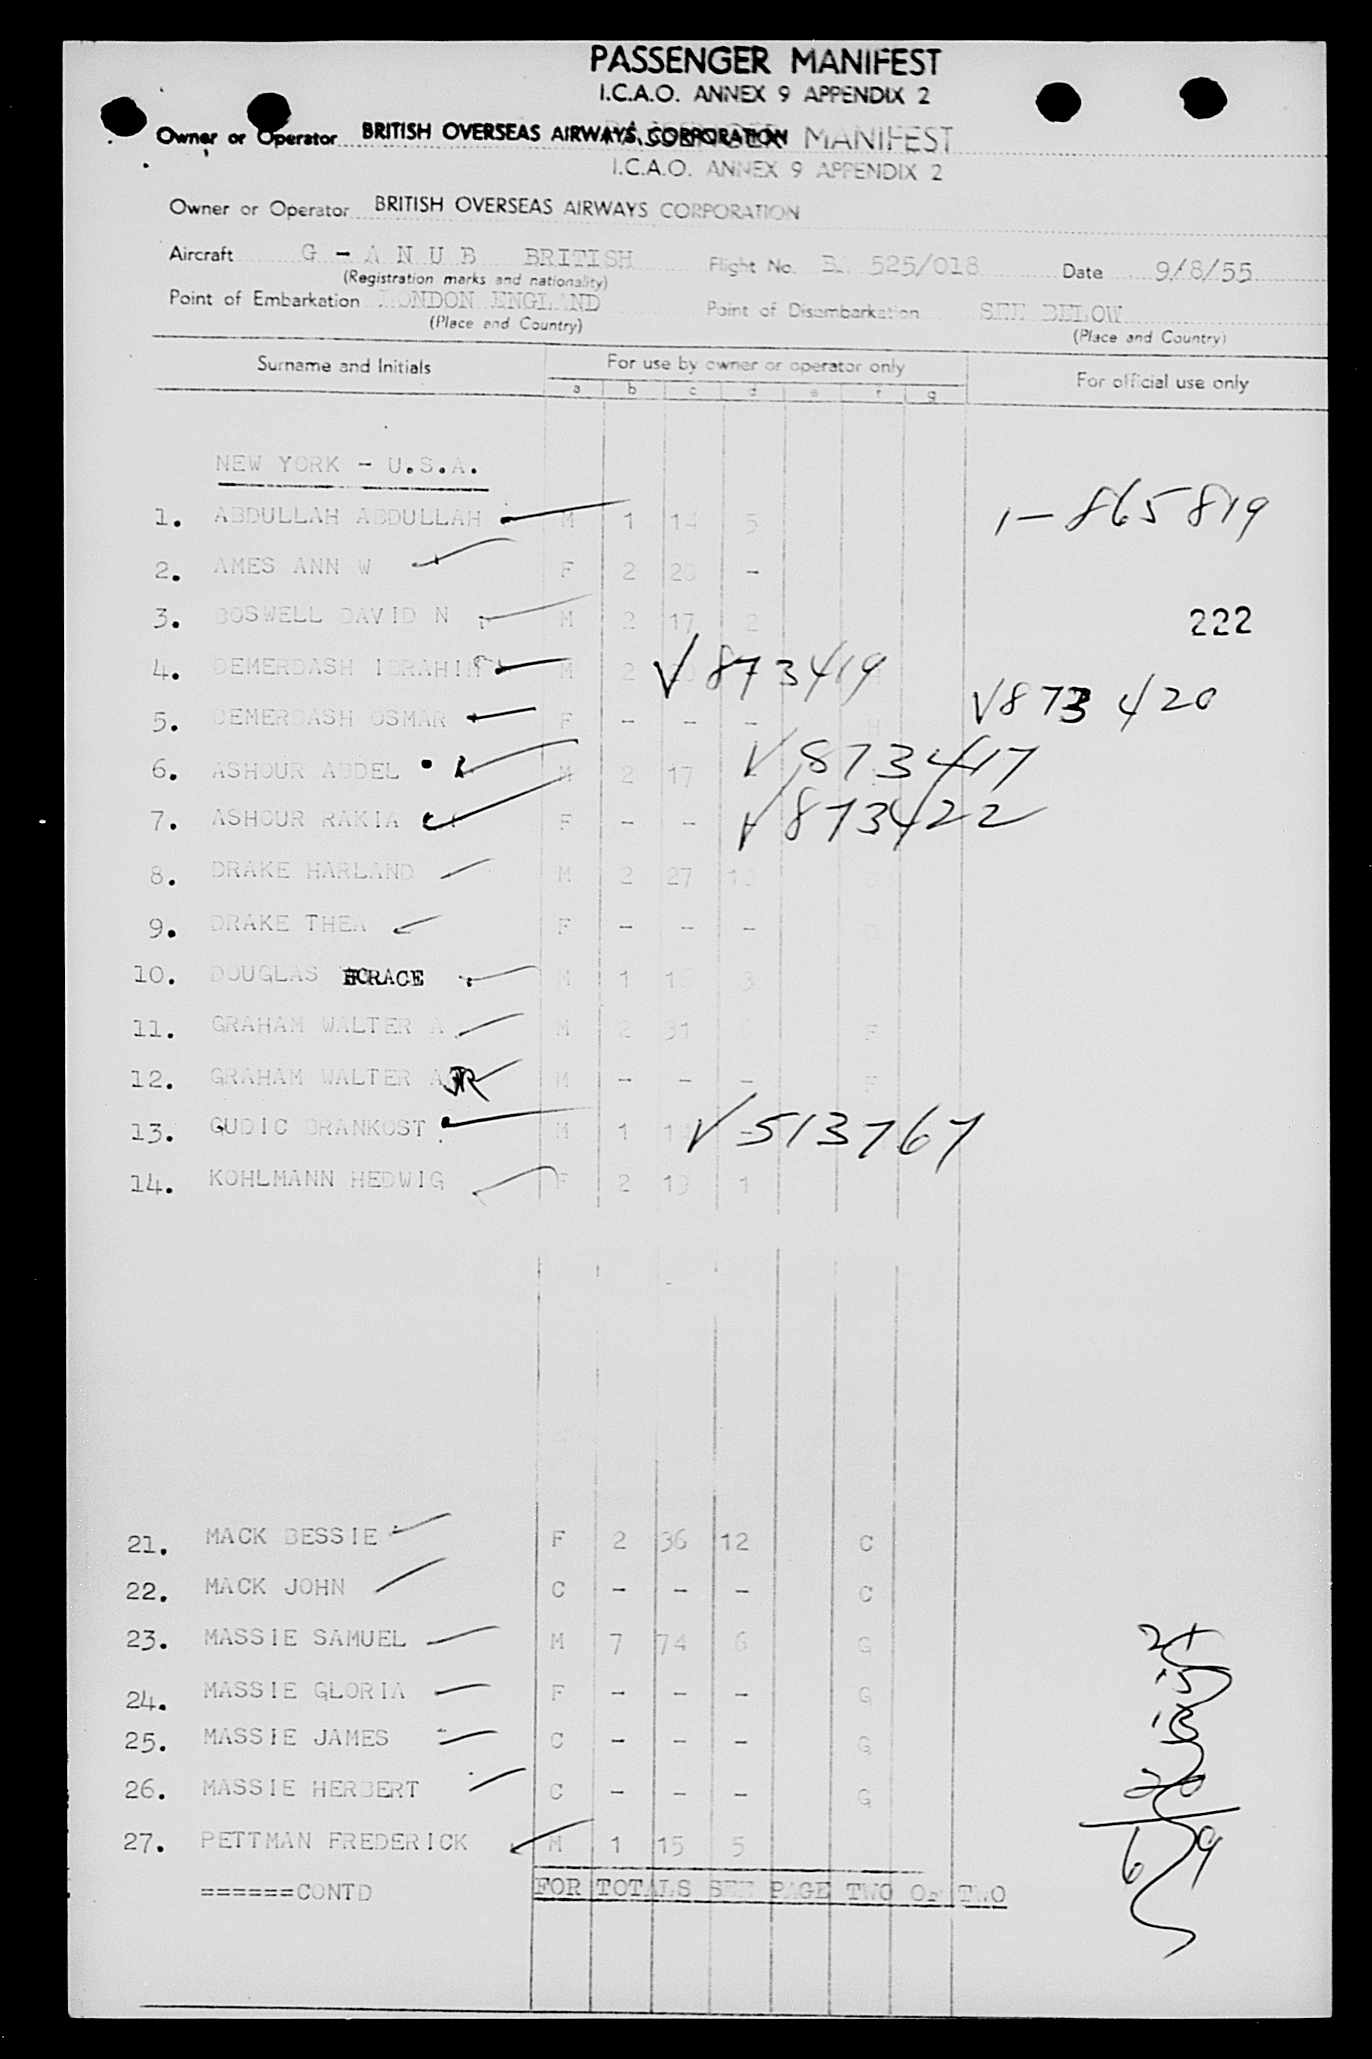 PASSENGER MANIFEST
I.C.A.O. ANNEX 9 APPENDIX 2
Owner or Operator BRITISH OVERSEAS AIRWAYS CORPORATION MANIFEST
I.C.A.O. ANNEX 9 APPENDIX 2
Owner or Operator BRITISH OVERSEAS AIRWAYS CORPORATION
Aircraft G - A N U B BRITISH Flight No. BA 525/018 Date 9/8/55
(Registration marks and nationality)
Point of Embarkation LONDON ENGLAND Point of Disembarkation SEE BELOW
(Place and Country) (Place and Country)
Surname and Initials For use by owner or operator only For official use only
a b c d e f g
NEW YORK - U.S.A.
1. ABDULLAH ABDULLAH M 1 14 5 1-865819
2. AMES ANN W F 2 20 -
3. BOSWELL DAVID N M 2 17 2 222
4. DEMERDASH IBRAHIM M 2 V873419
5. DEMERDASH OSMAR F - - - H V873420
6. ASHOUR ABDEL M 2 17 V873417
7. ASHOUR RAKIA F - - V873422
8. DRAKE HARLAND M 2 27
9. DRAKE THEA F - - -
10. DOUGLAS HORACE M 1 3
11. GRAHAM WALTER A M 2 31 F
12. GRAHAM WALTER A JR M - - - F
13. GUDIC BRANKOST M 1 V513767
14. KOHLMANN HEDWIG F 2 19 1
21. MACK BESSIE F 2 36 12 C
22. MACK JOHN C - - - C
23. MASSIE SAMUEL M 7 74 6 G
24. MASSIE GLORIA F - - - G
25. MASSIE JAMES C - - - G
26. MASSIE HERBERT C - - - G
27. PETTMAN FREDERICK M 1 15 5
======CONTD FOR TOTALS SEE PAGE TWO OF TWO
20
69